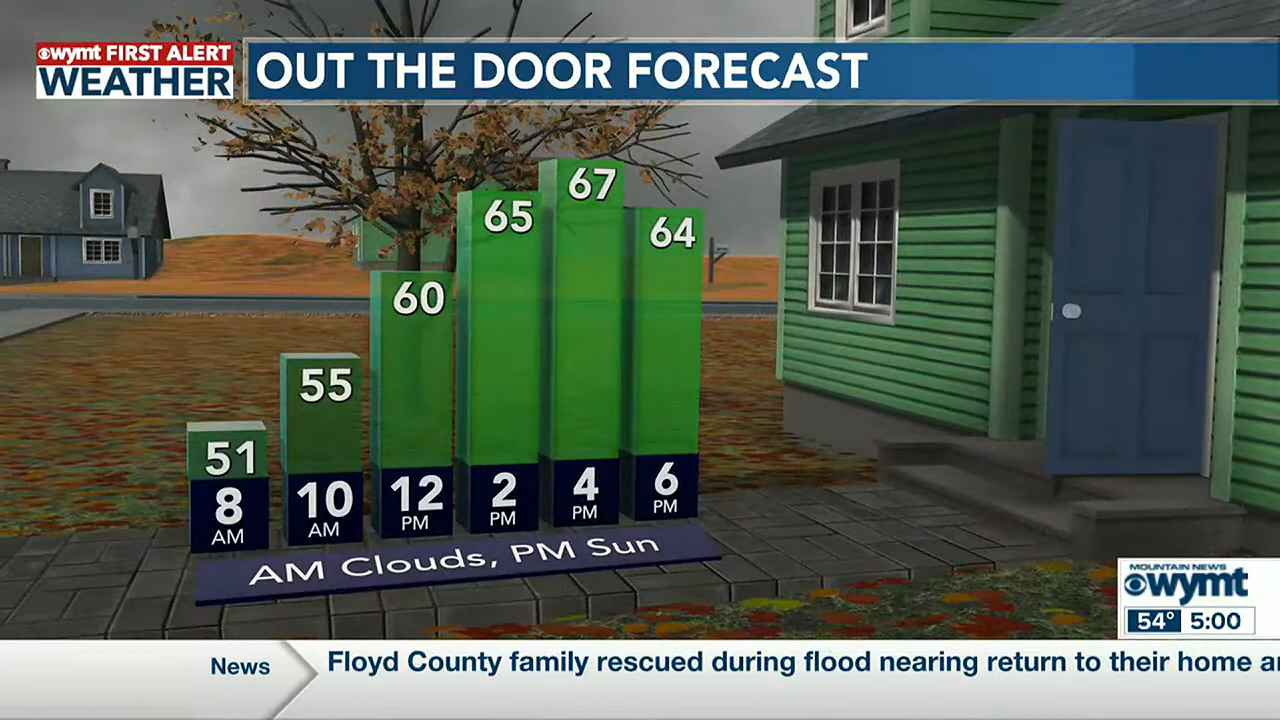 wymt FIRST ALERT
WEATHER
OUT THE DOOR FORECAST
51
55
60
65
67
64
8
AM
10
AM
12
PM
2
PM
4
PM
6
PM
AM Clouds, PM Sun
MOUNTAIN NEWS
wymt
54° 5:00
News
Floyd County family rescued during flood nearing return to their home